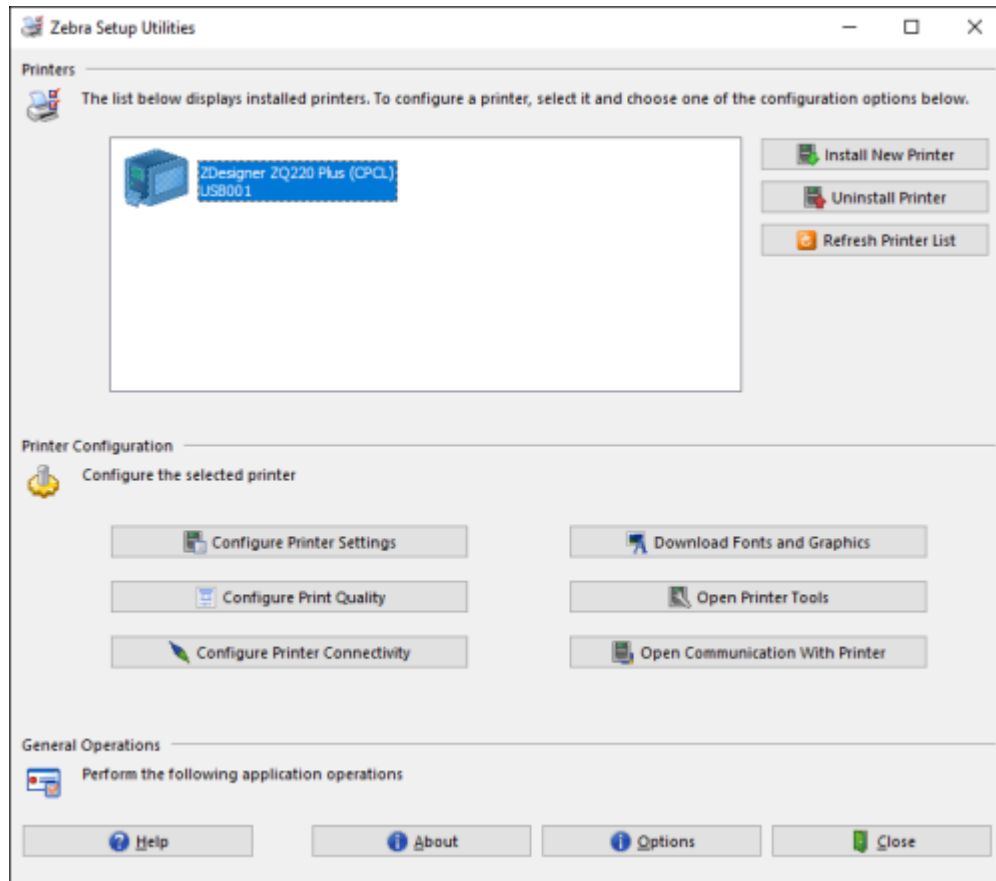 Zebra Setup Utilities
Printers
The list below displays installed printers. To configure a printer, select it and choose one of the configuration options below.
ZDesigner ZQ220 Plus (CPCL)
USB001
Install New Printer
Uninstall Printer
Refresh Printer List
Printer Configuration
Configure the selected printer
Configure Printer Settings
Download Fonts and Graphics
Configure Print Quality
Open Printer Tools
Configure Printer Connectivity
Open Communication With Printer
General Operations
Perform the following application operations
Help
About
Options
Close